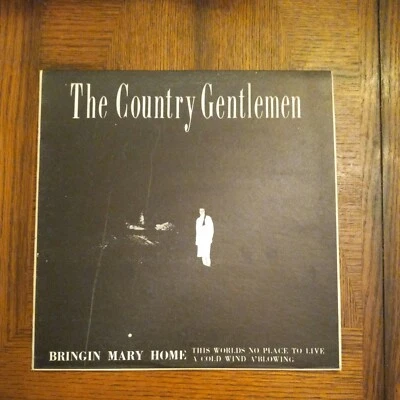 The Country Gentlemen
BRINGIN MARY HOME THIS WORLDS NO PLACE TO LIVE
A COLD WIND A'BLOWING